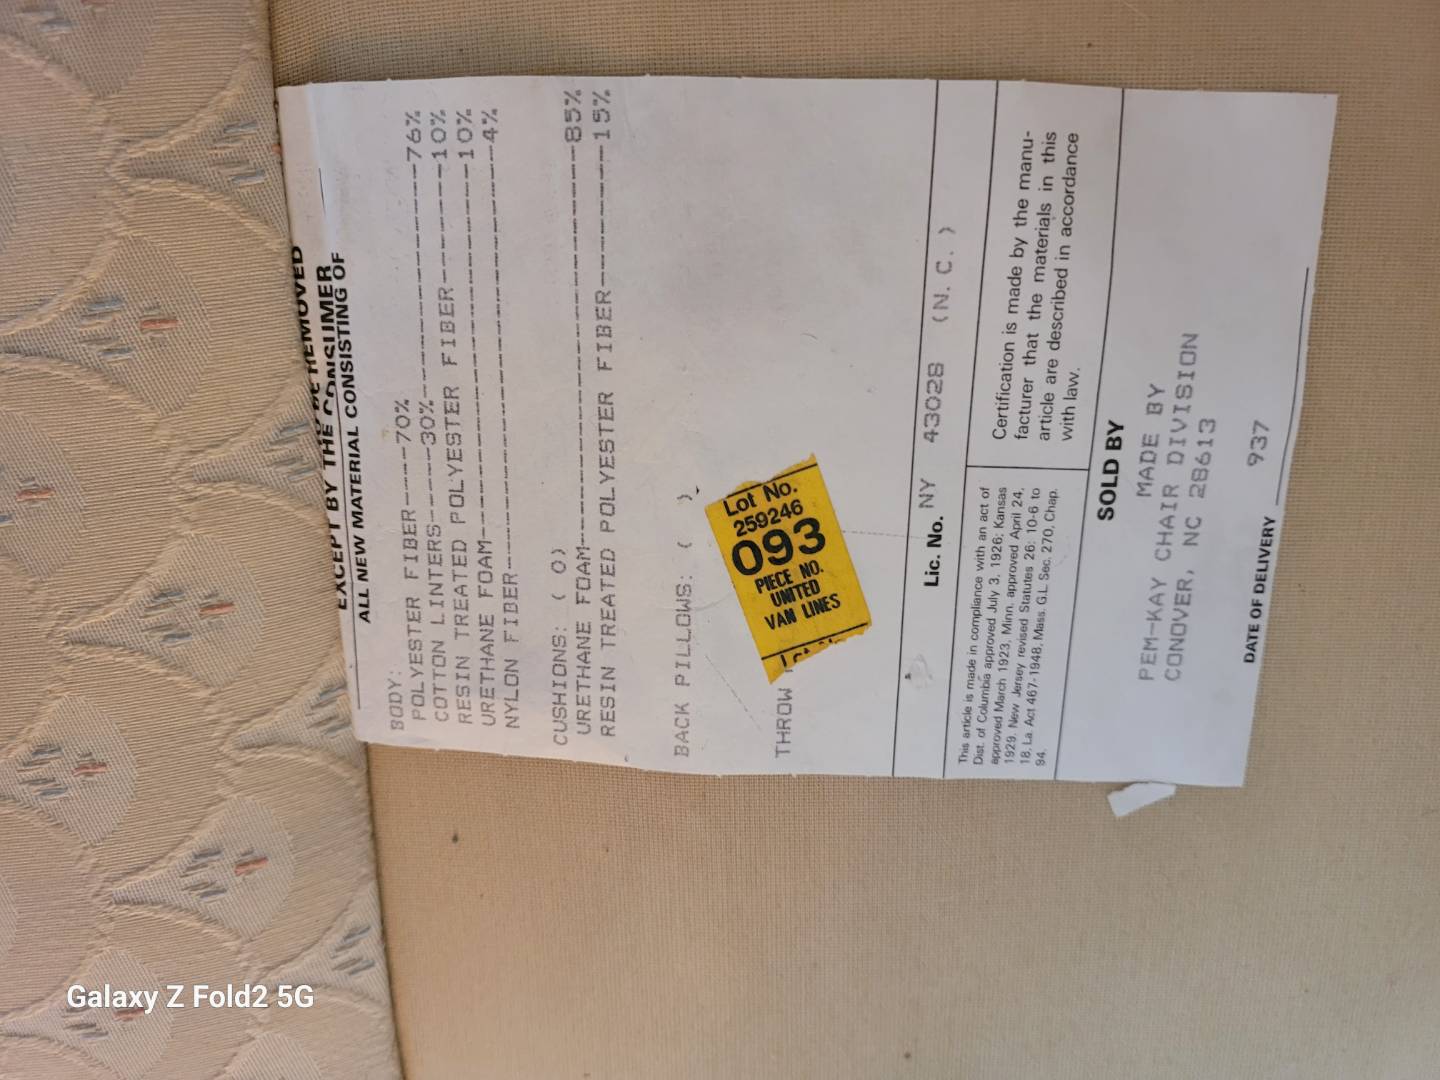 TO BE REMOVED
EXCEPT BY THE CONSUMER
ALL NEW MATERIAL CONSISTING OF
BODY:
POLYESTER FIBER----70%
COTTON LINTERS-----30%----------------76%
RESIN TREATED POLYESTER FIBER--------10%
URETHANE FOAM------------------------10%
NYLON FIBER---------------------------4%
CUSHIONS: ( 0)
URETHANE FOAM------------------------85%
RESIN TREATED POLYESTER FIBER--------15%
BACK PILLOWS: ( )
THROW
Lot No.
259246
093
PIECE NO.
UNITED
VAN LINES
Lot No
Lic. No. NY 43028 (N.C.)
This article is made in compliance with an act of
Dist. of Columbia approved July 3, 1926; Kansas
approved March 1923, Minn. approved April 24,
1929. New Jersey revised Statutes 26: 10-6 to
18, La. Act 467-1948, Mass. G.L. Sec. 270, Chap.
94.
Certification is made by the manu-
facturer that the materials in this
article are described in accordance
with law.
SOLD BY
MADE BY
PEM-KAY CHAIR DIVISION
CONOVER, NC 28613
DATE OF DELIVERY 937
Galaxy Z Fold2 5G